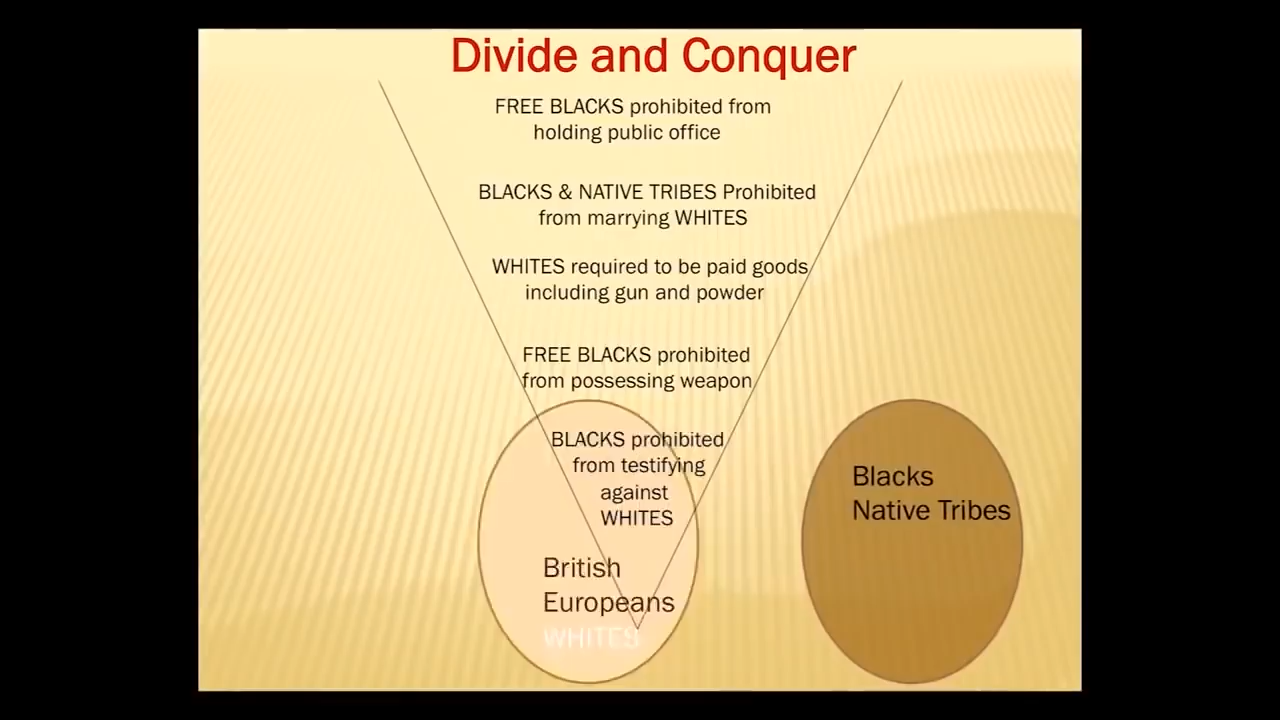 Divide and Conquer
FREE BLACKS prohibited from
holding public office
BLACKS & NATIVE TRIBES Prohibited
from marrying WHITES
WHITES required to be paid goods
including gun and powder
FREE BLACKS prohibited
from possessing weapon
BLACKS prohibited
from testifying
against
WHITES
British
Europeans
WHITES
Blacks
Native Tribes